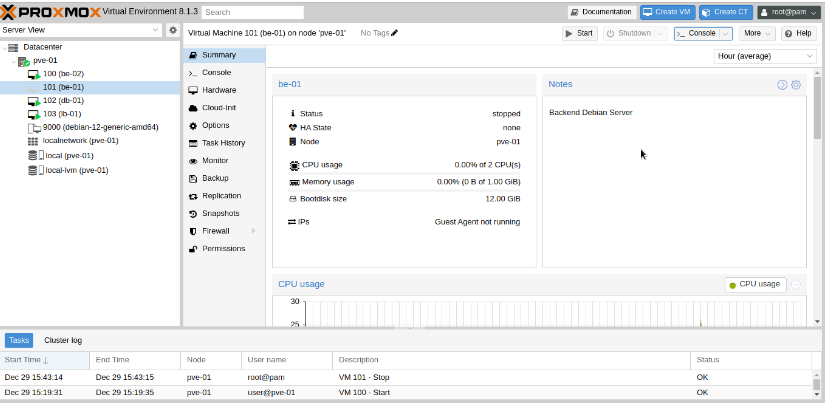 PROXMOX Virtual Environment 8.1.3 Search Documentation Create VM Create CT root@pam
Server View
Virtual Machine 101 (be-01) on node 'pve-01' No Tags Start Shutdown >_ Console More Help
Datacenter
pve-01
100 (be-02)
101 (be-01)
102 (db-01)
103 (lb-01)
9000 (debian-12-generic-amd64)
localnetwork (pve-01)
local (pve-01)
local-lvm (pve-01)
Summary
>_ Console
Hardware
Cloud-Init
Options
Task History
Monitor
Backup
Replication
Snapshots
Firewall
Permissions
Hour (average)
be-01
Status stopped
HA State none
Node pve-01
CPU usage 0.00% of 2 CPU(s)
Memory usage 0.00% (0 B of 1.00 GiB)
Bootdisk size 12.00 GiB
IPs Guest Agent not running
Notes
Backend Debian Server
CPU usage CPU usage
30
25
Tasks Cluster log
Start Time ↓ End Time Node User name Description Status
Dec 29 15:43:14 Dec 29 15:43:15 pve-01 root@pam VM 101 - Stop OK
Dec 29 15:19:31 Dec 29 15:19:35 pve-01 user@pve-01 VM 100 - Start OK